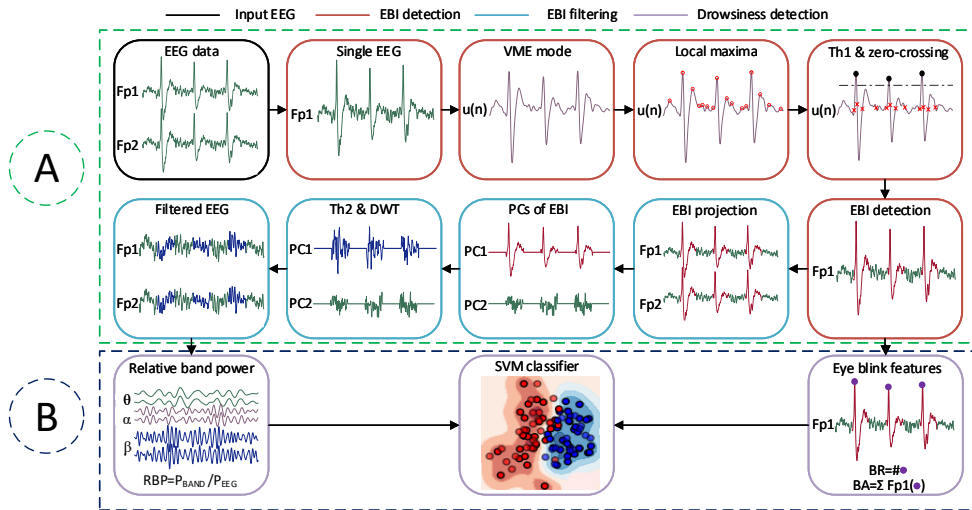 Input EEG
EBI detection
EBI filtering
Drowsiness detection
A
EEG data
Fp1
Fp2
Single EEG
Fp1
VME mode
u(n)
Local maxima
u(n)
Th1 & zero-crossing
u(n)
Filtered EEG
Fp1
Fp2
Th2 & DWT
PC1
PC2
PCs of EBI
PC1
PC2
EBI projection
Fp1
Fp2
EBI detection
Fp1
B
Relative band power
θ
α
β
RBP=P_BAND/P_EEG
SVM classifier
Eye blink features
Fp1
BR=#●
BA=Σ Fp1(●)